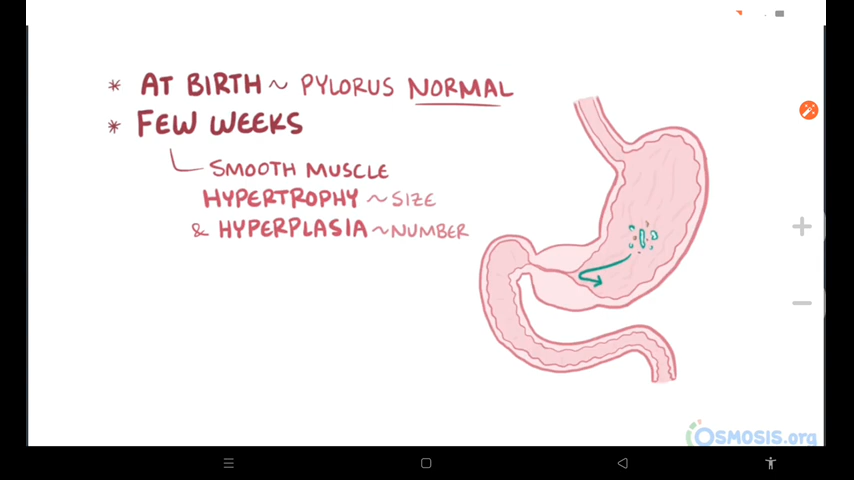 * AT BIRTH ~ PYLORUS NORMAL
* FEW WEEKS
SMOOTH MUSCLE
HYPERTROPHY ~ SIZE
& HYPERPLASIA ~ NUMBER
OSMOSIS.org